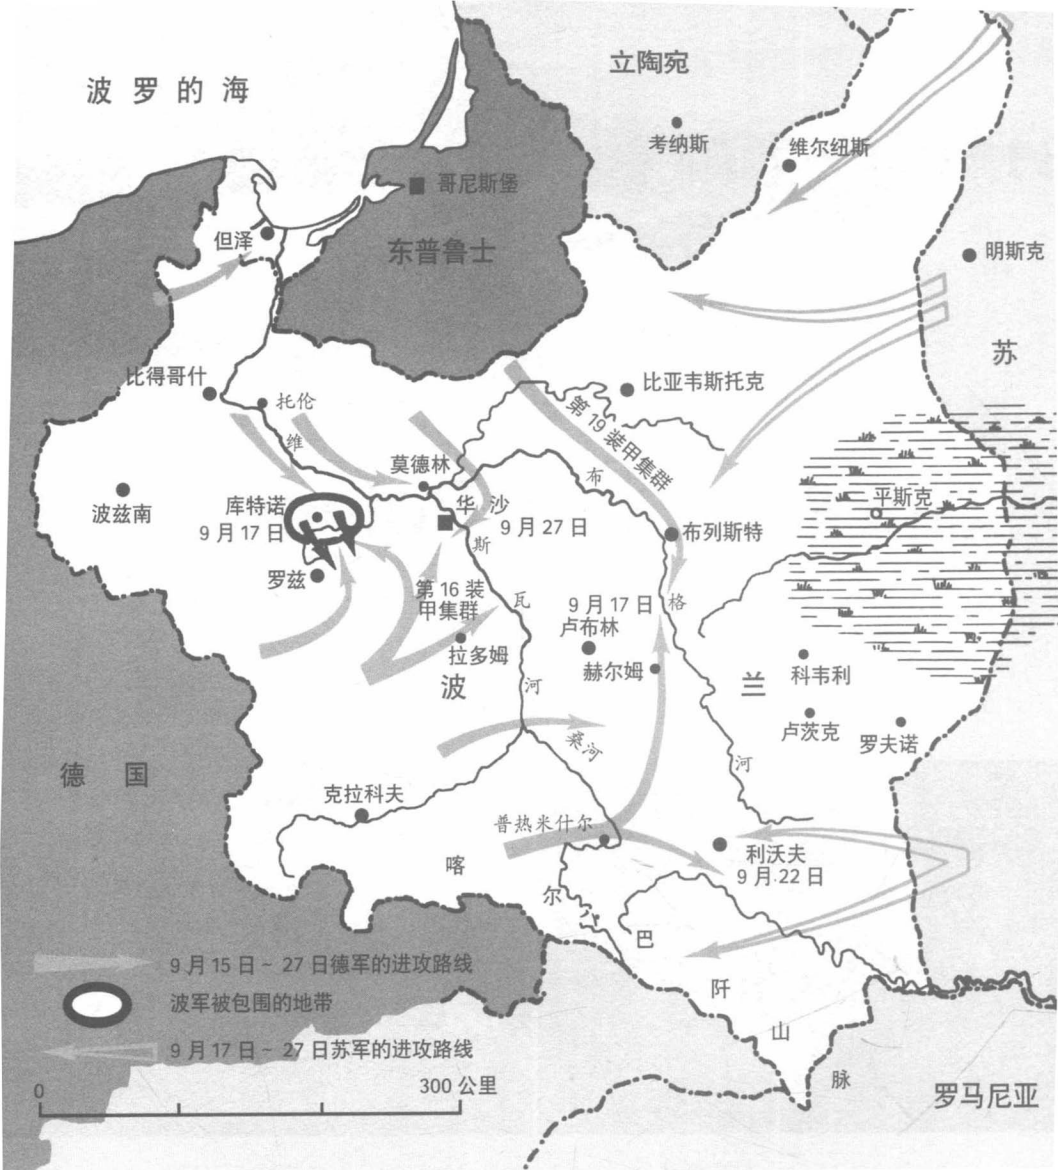 立陶宛
波罗的海
考纳斯
维尔纽斯
哥尼斯堡
但泽
东普鲁士
明斯克
苏
比得哥什
托伦
比亚韦斯托克
第19装甲集群
维
莫德林
布
波兹南
库特诺
9月17日
华沙
9月27日
平斯克
布列斯特
斯
罗兹
第16装
甲集群
瓦
9月17日
格
卢布林
拉多姆
赫尔姆
科韦利
波
河
兰
卢茨克
罗夫诺
桑河
河
德国
克拉科夫
普热米什尔
利沃夫
9月22日
喀
尔
巴
阡
山
脉
9月15日~27日德军的进攻路线
波军被包围的地带
9月17日~27日苏军的进攻路线
0
300公里
罗马尼亚